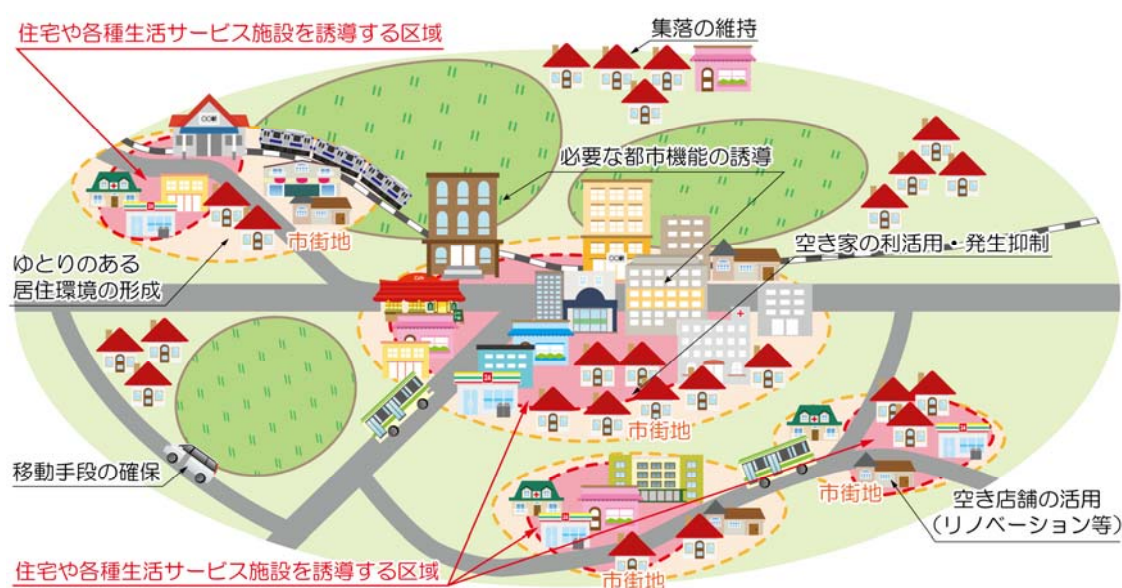 住宅や各種生活サービス施設を誘導する区域
集落の維持
必要な都市機能の誘導
市街地
空き家の利活用・発生抑制
ゆとりのある
居住環境の形成
市街地
移動手段の確保
市街地
空き店舗の活用
(リノベーション等)
住宅や各種生活サービス施設を誘導する区域
市街地